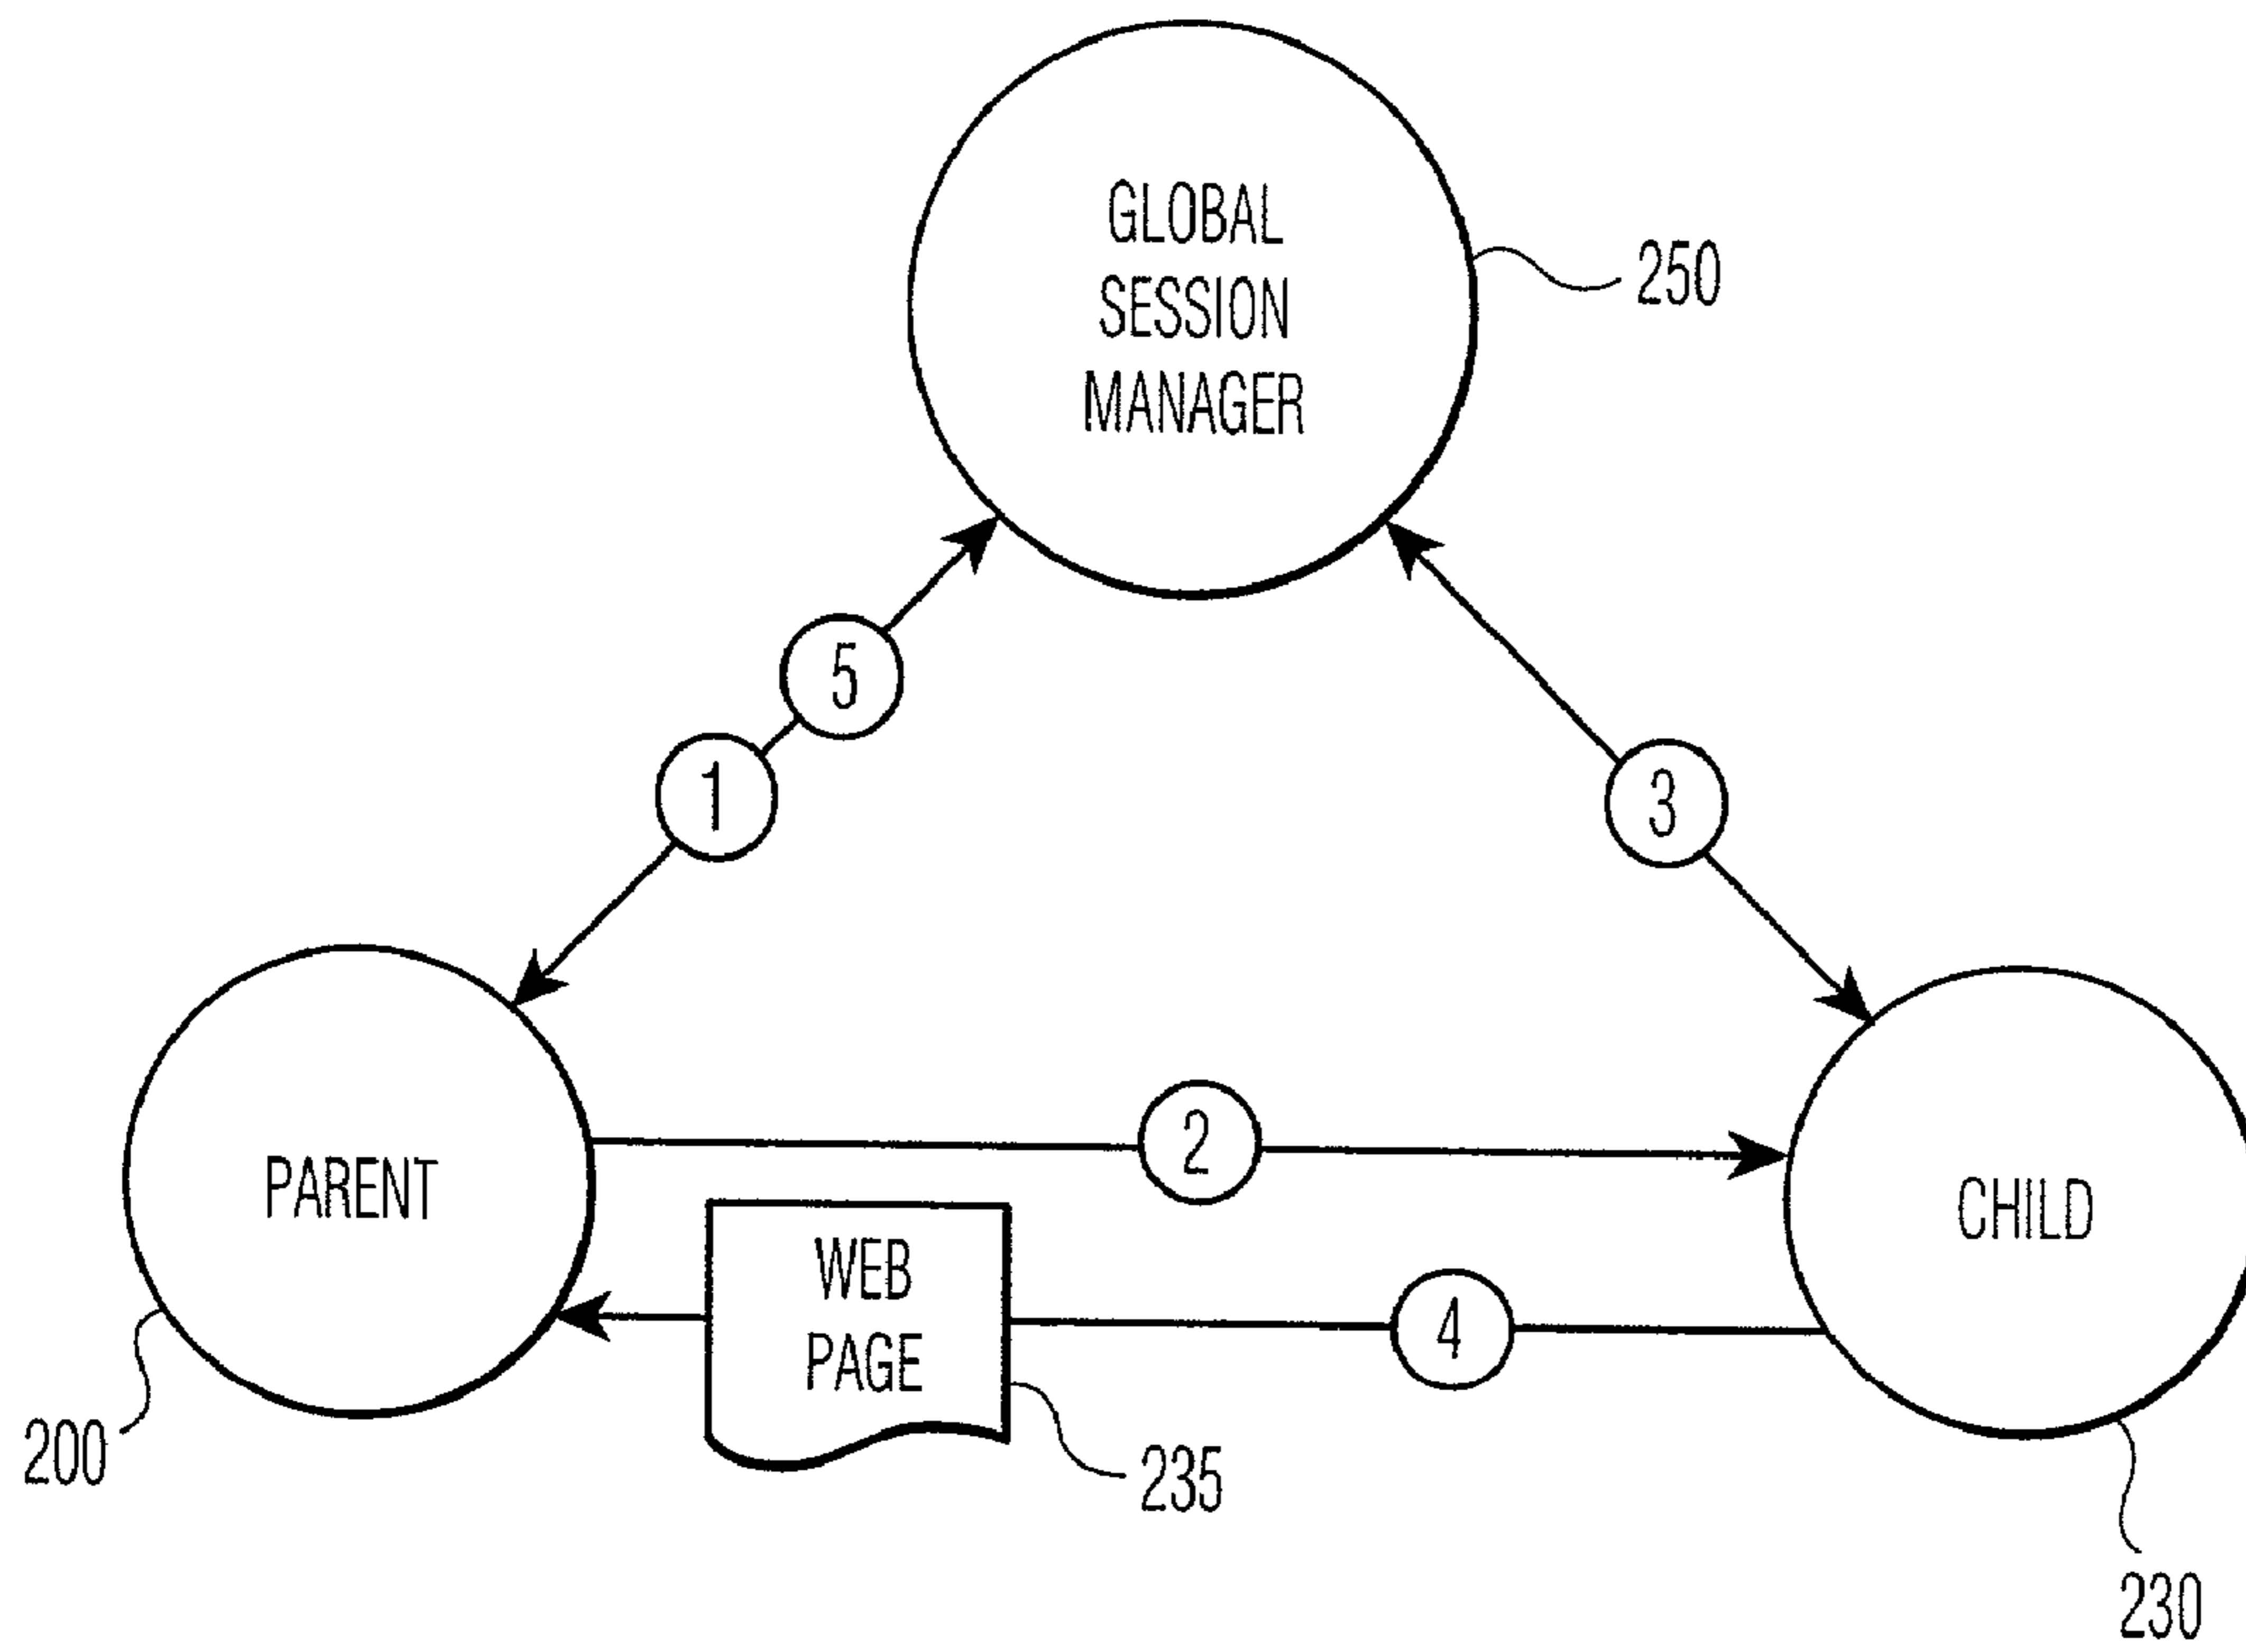 GLOBAL
SESSION
MANAGER
250
5
1
3
2
PARENT
CHILD
WEB
PAGE
4
200
235
230